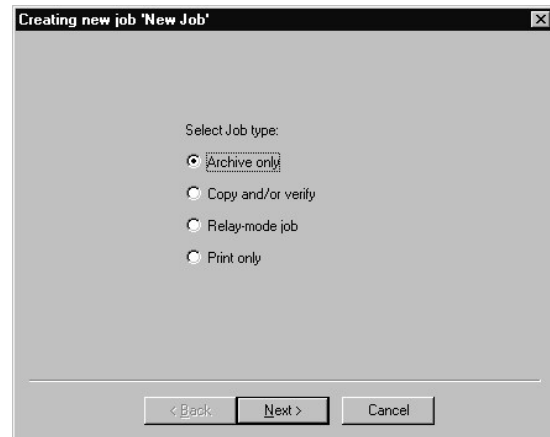 Creating new job 'New Job'
Select Job type:
Archive only
Copy and/or verify
Relay-mode job
Print only
< Back Next > Cancel